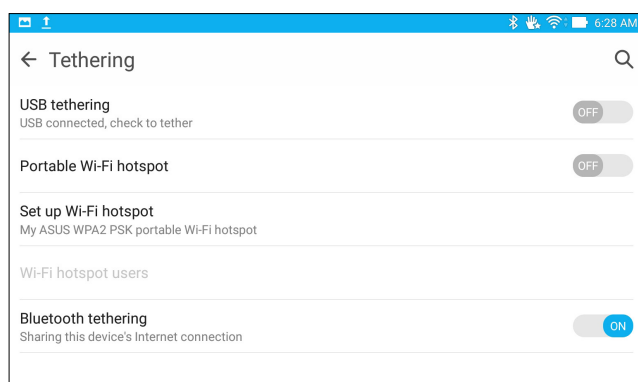 6:28 AM
Tethering
USB tethering
OFF
USB connected, check to tether
Portable Wi-Fi hotspot
OFF
Set up Wi-Fi hotspot
My ASUS WPA2 PSK portable Wi-Fi hotspot
Wi-Fi hotspot users
Bluetooth tethering
ON
Sharing this device's Internet connection